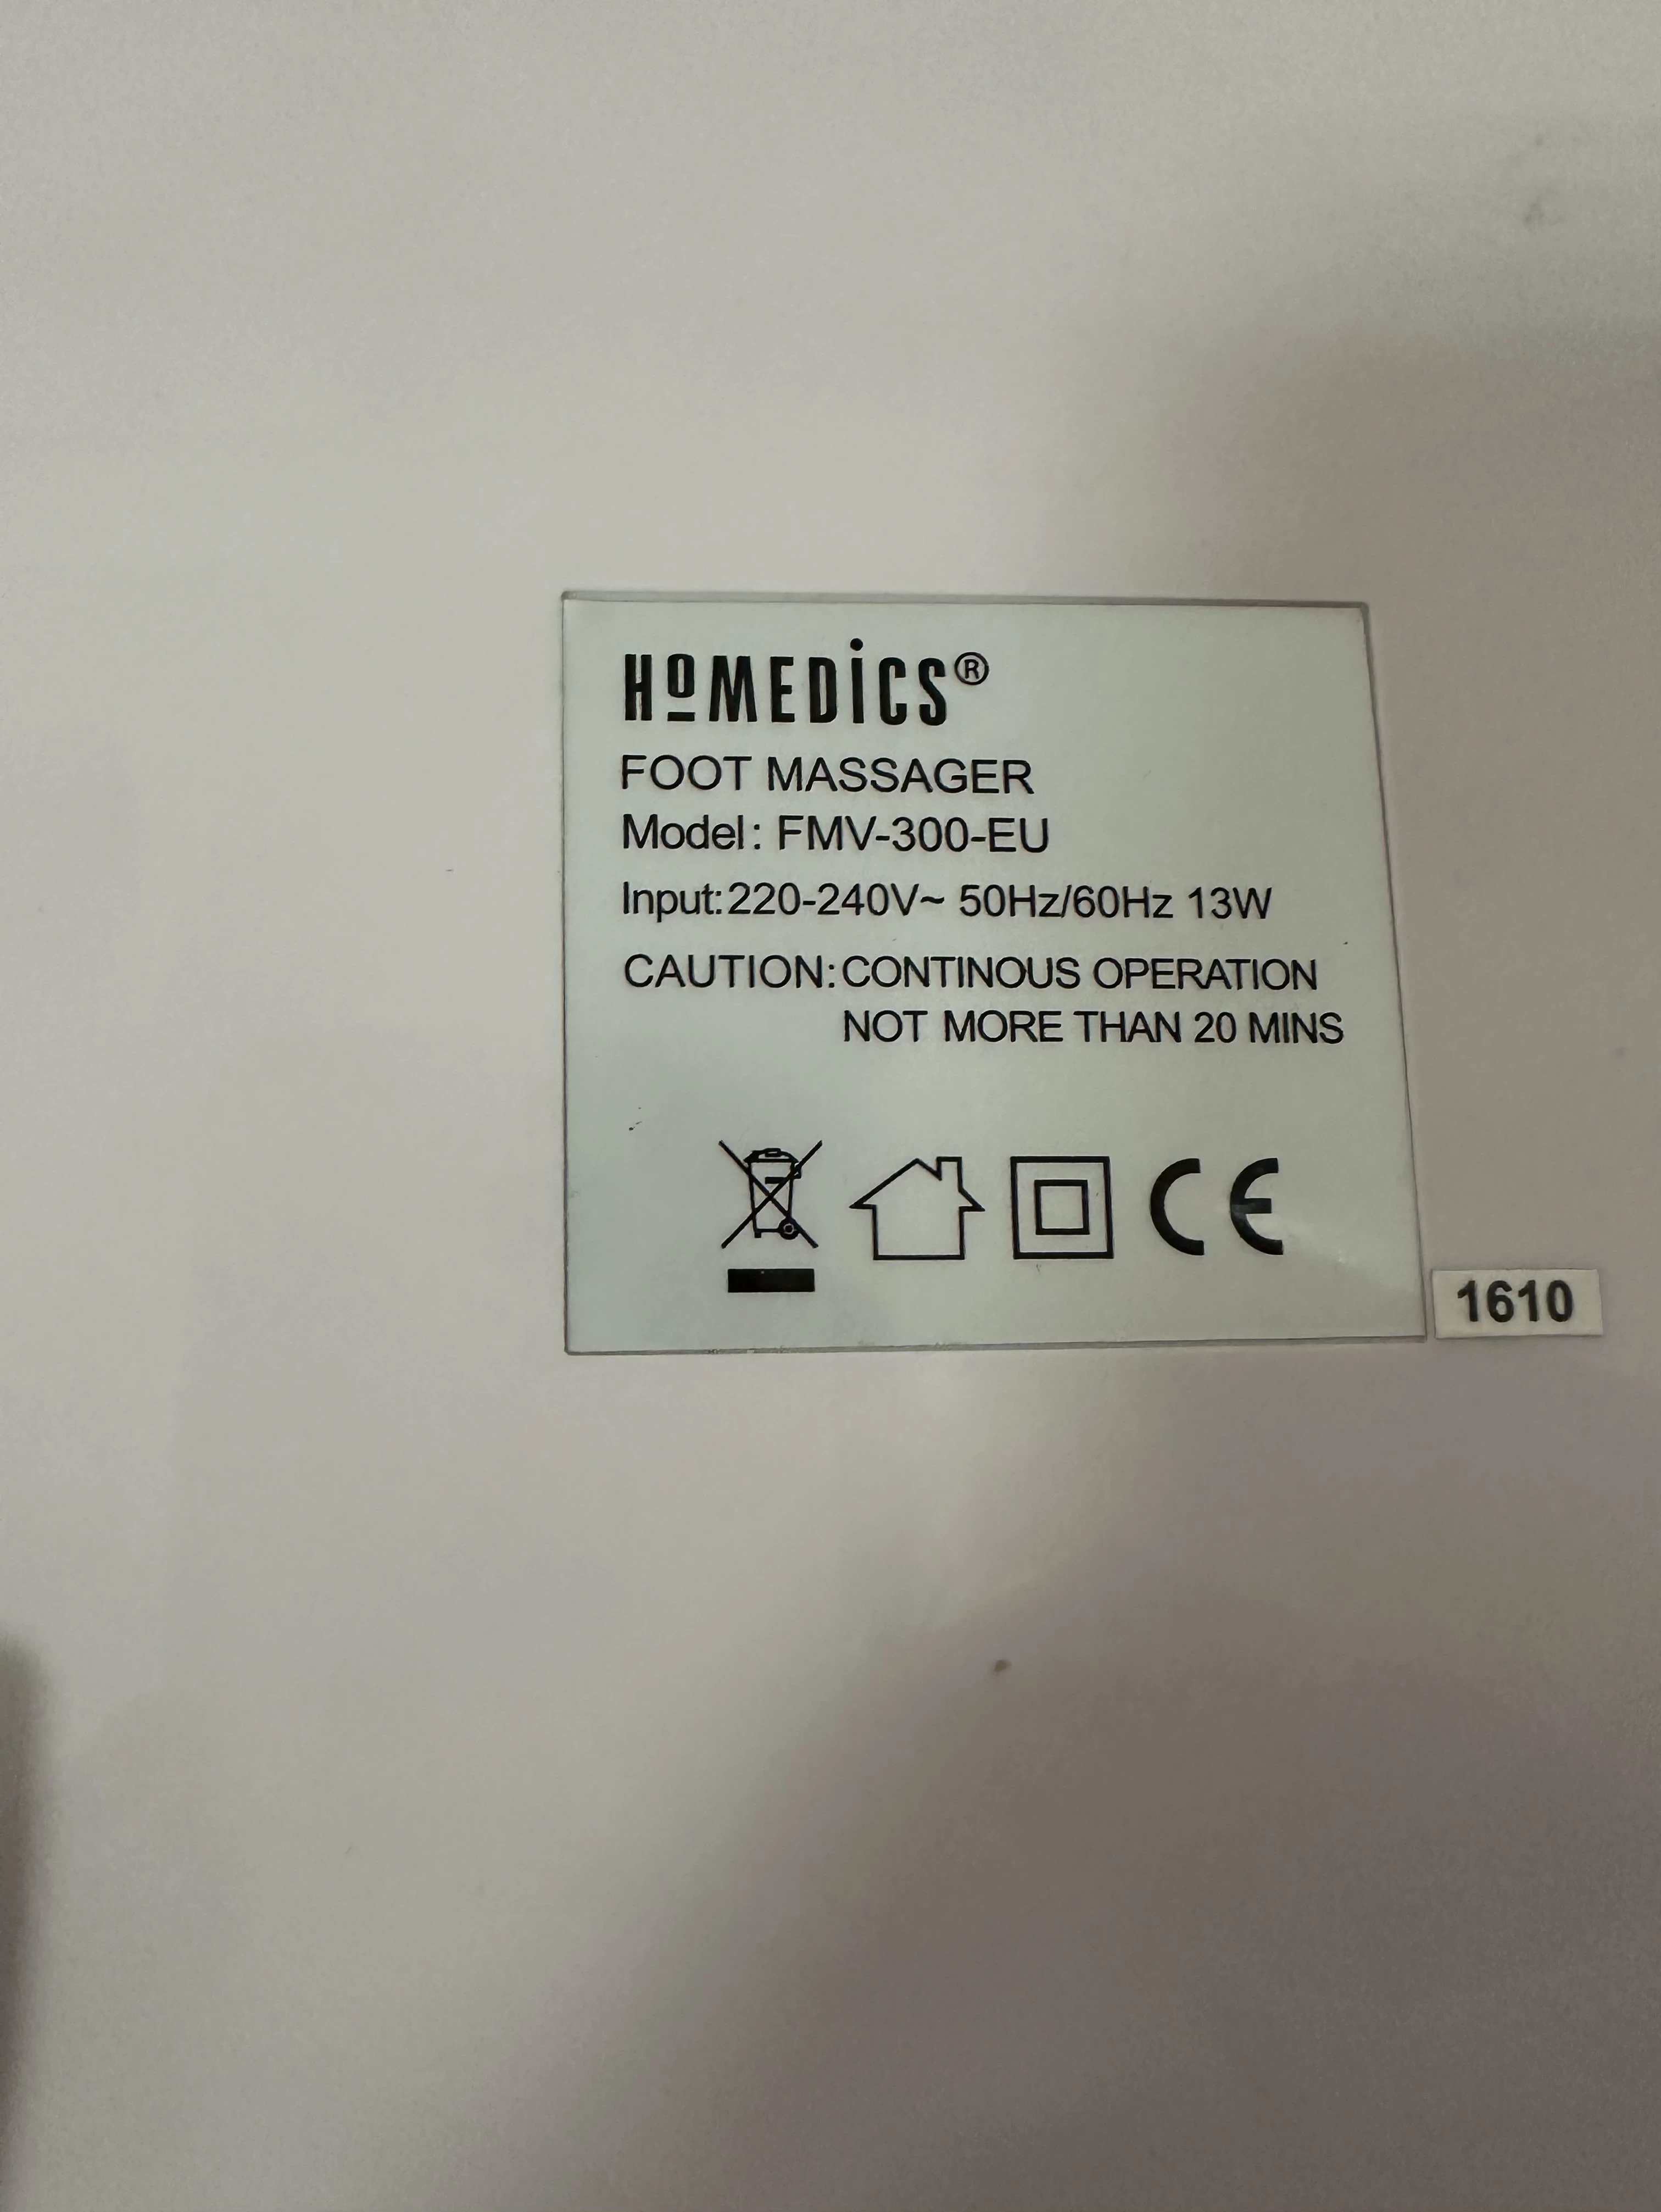 HOMEDICS®
FOOT MASSAGER
Model: FMV-300-EU
Input:220-240V~ 50Hz/60Hz 13W
CAUTION:CONTINOUS OPERATION
NOT MORE THAN 20 MINS
CE
1610